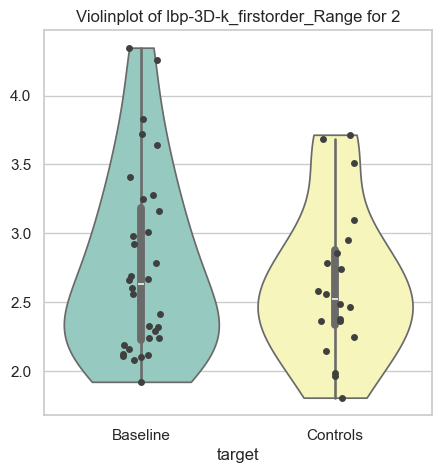 Violinplot of lbp-3D-k_firstorder_Range for 2
4.0
3.5
3.0
2.5
2.0
Baseline
Controls
target